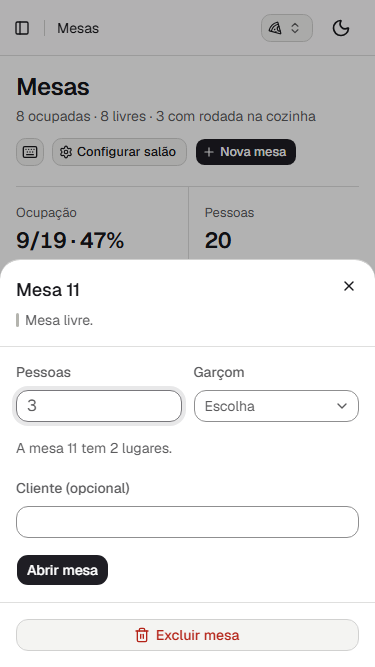 Mesas
Mesas
8 ocupadas · 8 livres · 3 com rodada na cozinha
Configurar salão
Nova mesa
Ocupação
Pessoas
9/19 · 47%
20
Mesa 11
Mesa livre.
Pessoas
Garçom
3
Escolha
A mesa 11 tem 2 lugares.
Cliente (opcional)
Abrir mesa
Excluir mesa